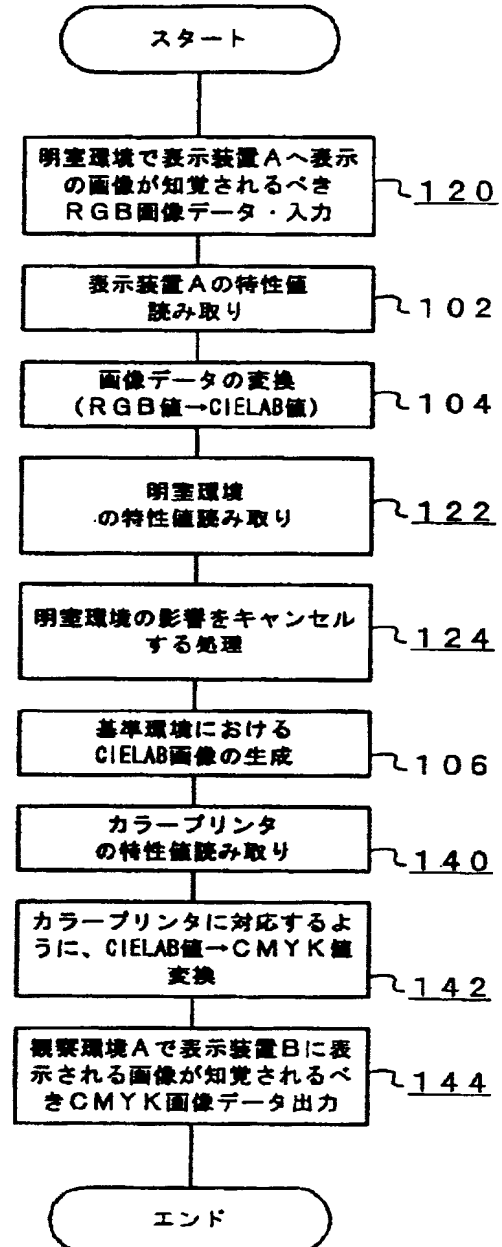 スタート
明室環境で表示装置Aへ表示
の画像が知覚されるべき
RGB画像データ・入力
120
表示装置Aの特性値
読み取り
102
画像データの変換
(RGB値→CIELAB値)
104
明室環境
の特性値読み取り
122
明室環境の影響をキャンセル
する処理
124
基準環境における
CIELAB画像の生成
106
カラープリンタ
の特性値読み取り
140
カラープリンタに対応するよ
うに、CIELAB値→CMYK値
変換
142
観察環境Aで表示装置Bに表
示される画像が知覚されるべ
きCMYK画像データ出力
144
エンド